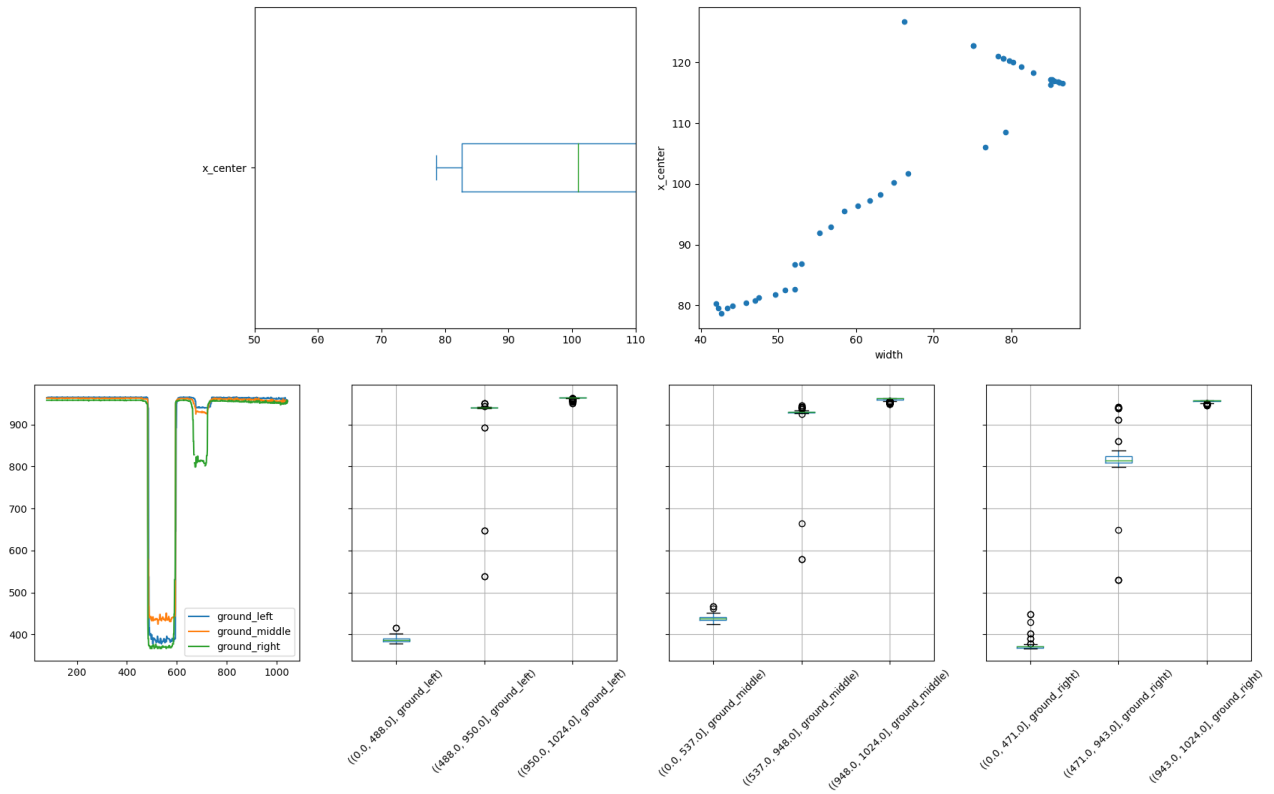 x_center
50 60 70 80 90 100 110
x_center
120
110
100
90
80
40 50 60 70 80
width
900
800
700
600
500
400
ground_left
ground_middle
ground_right
200 400 600 800 1000
((0.0, 488.0], ground_left)
((488.0, 950.0], ground_left)
((950.0, 1024.0], ground_left)
((0.0, 537.0], ground_middle)
((537.0, 948.0], ground_middle)
((948.0, 1024.0], ground_middle)
((0.0, 471.0], ground_right)
((471.0, 943.0], ground_right)
((943.0, 1024.0], ground_right)